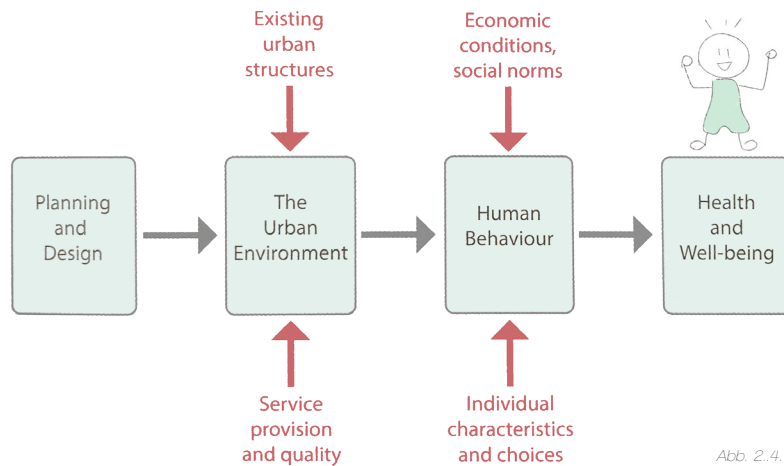 Existing
urban
structures
Economic
conditions,
social norms
Planning
and
Design
The
Urban
Environment
Human
Behaviour
Health
and
Well-being
Service
provision
and quality
Individual
characteristics
and choices
Abb. 2.4.